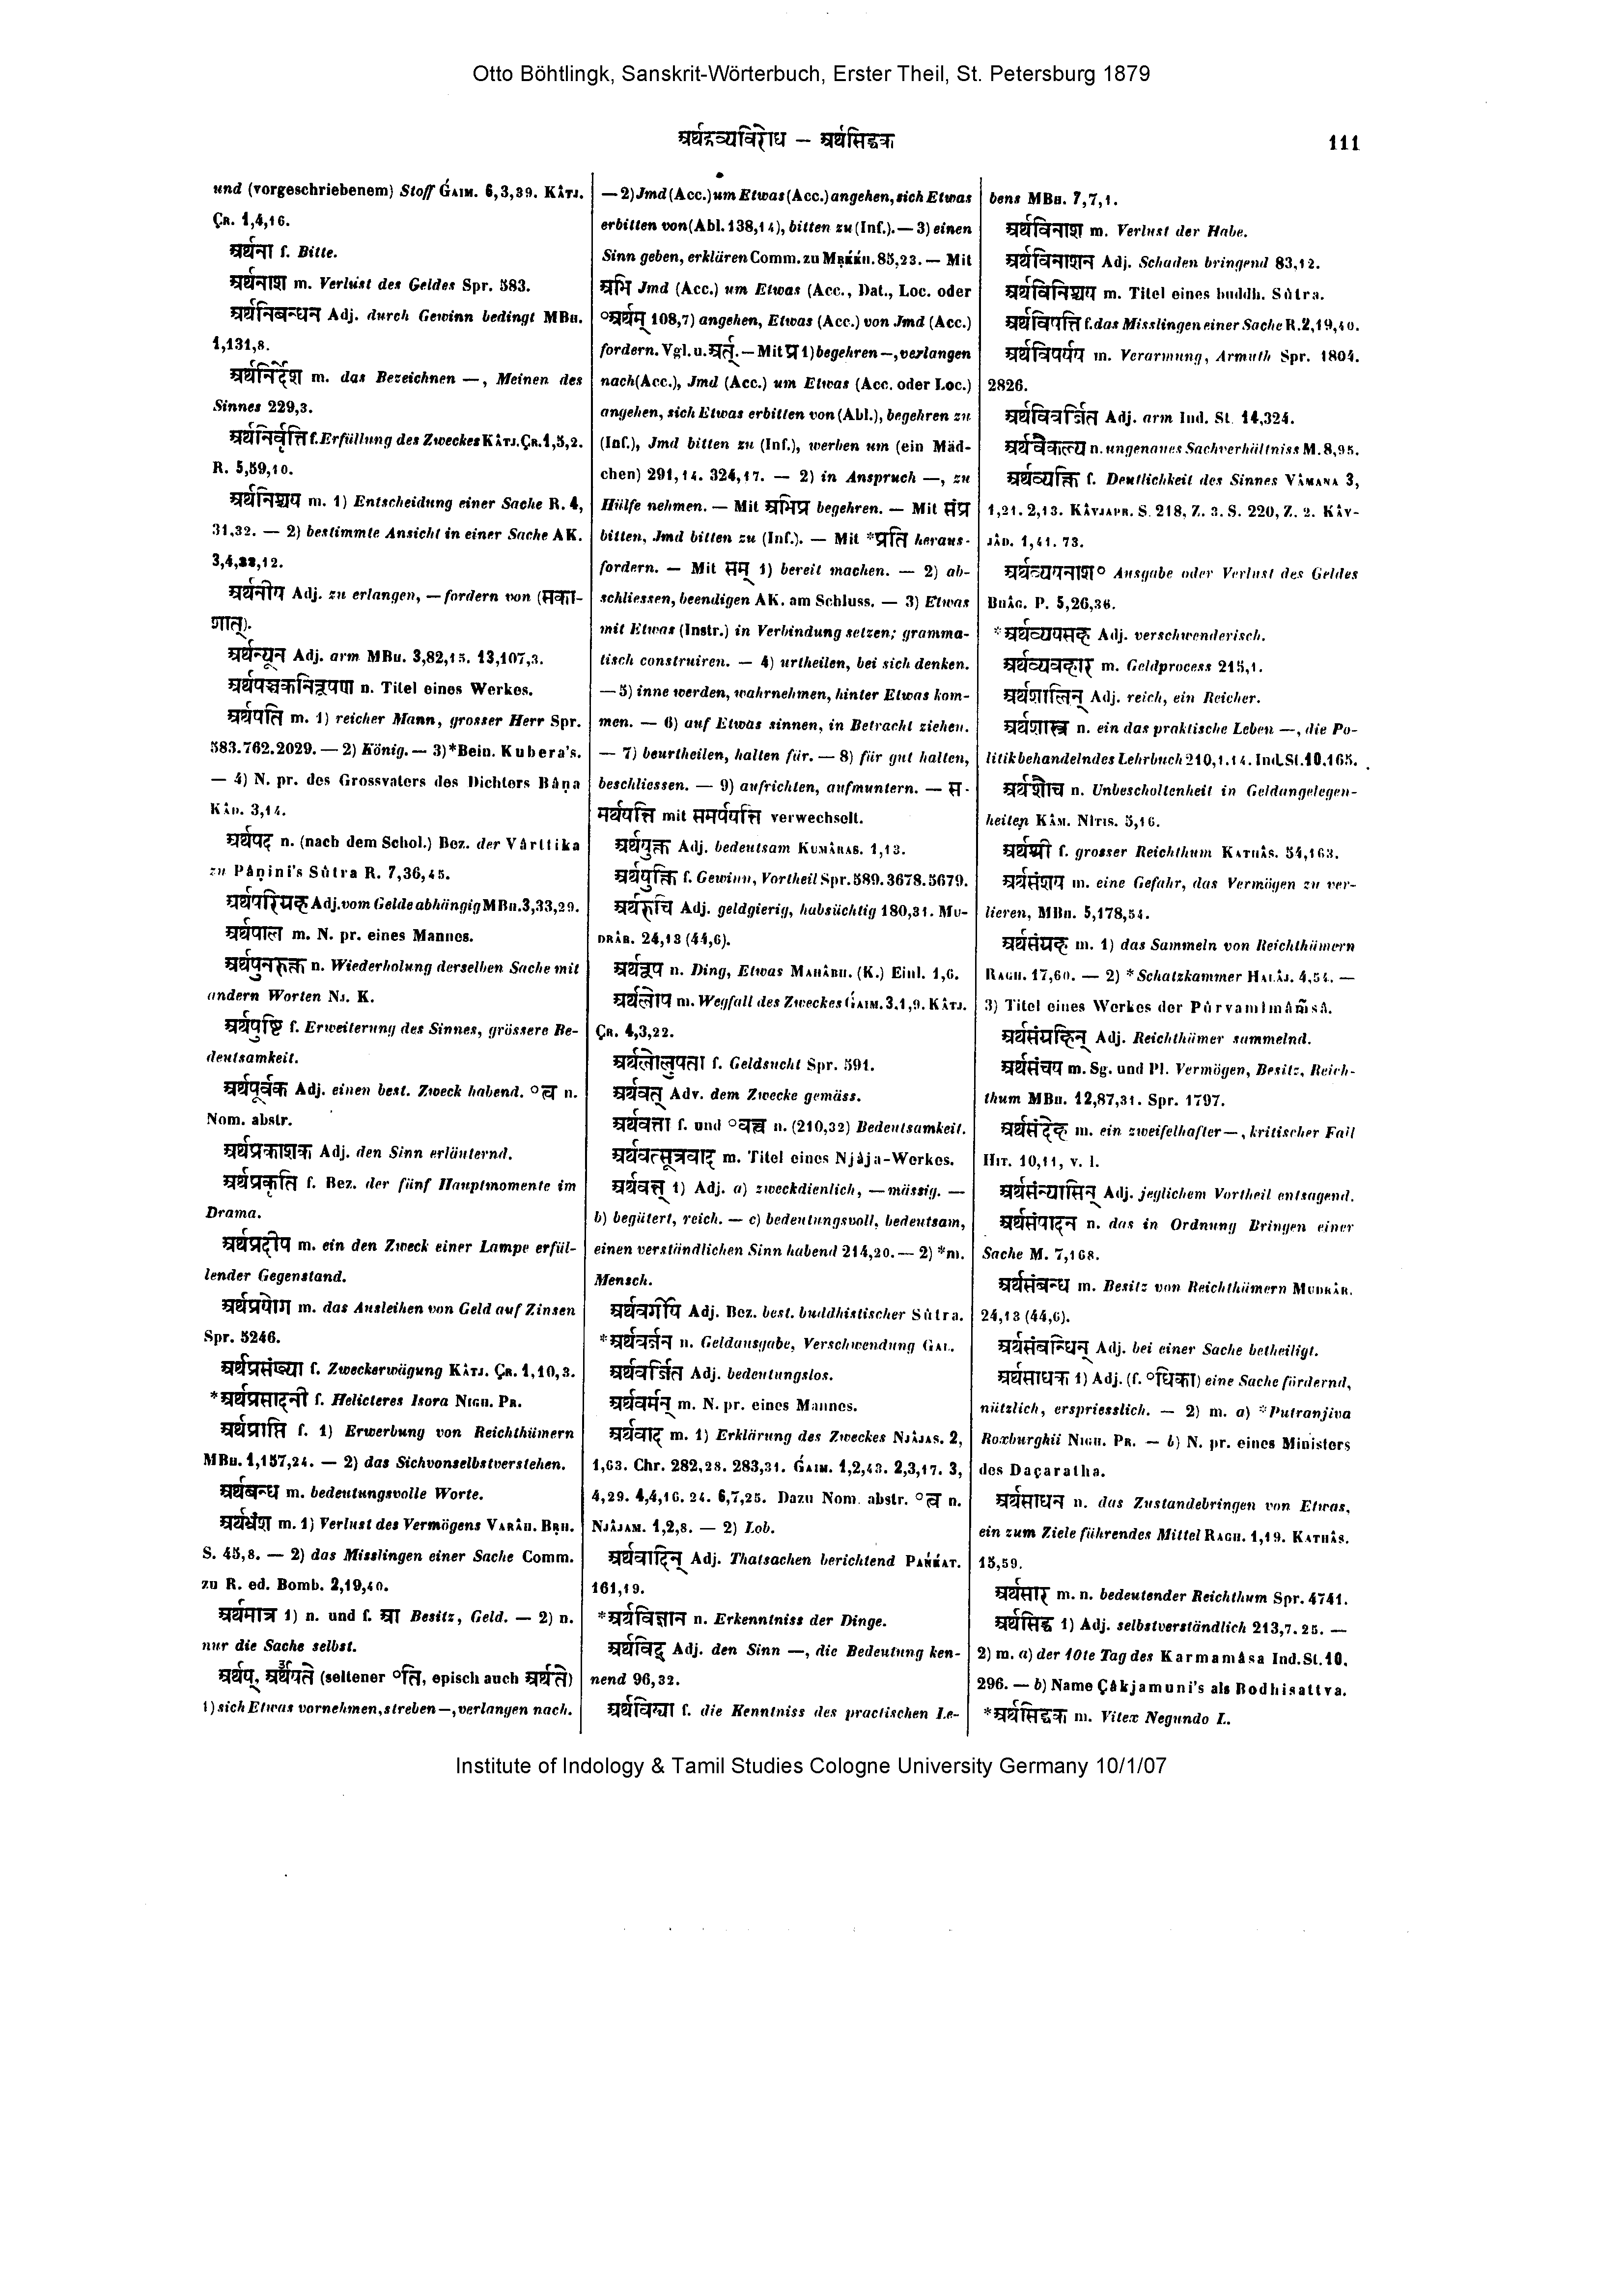 Otto Böhtlingk, Sanskrit-Wörterbuch, Erster Theil, St. Petersburg 1879
अर्थद्रव्यविरोध — अर्थसिद्धक
111
und (vorgeschriebenem) Stoff Ǵaim. 6,3,39. Kâtj.
Çr. 1,4,16.
अर्थना f. Bitte.
अर्थनाश m. Verlust des Geldes Spr. 583.
अर्थनिबन्धन Adj. durch Gewinn bedingt MBh.
1,131,8.
अर्थनिर्देश m. das Bezeichnen —, Meinen des
Sinnes 229,3.
अर्थनिर्वृत्ति f. Erfüllung des Zweckes Kâtj. Çr. 1,5,2.
R. 5,59,10.
अर्थनिश्चय m. 1) Entscheidung einer Sache R. 4,
31,32. — 2) bestimmte Ansicht in einer Sache AK.
3,4,22,12.
अर्थनीय Adj. zu erlangen, — fordern von (सका-
शात्).
अर्थन्यून Adj. arm MBh. 3,82,15. 13,107,3.
अर्थपञ्चकनिरूपण n. Titel eines Werkes.
अर्थपति m. 1) reicher Mann, grosser Herr Spr.
583.762.2029. — 2) König. — 3) *Bein. Kubera's.
— 4) N. pr. des Grossvaters des Dichters Bâṇa
Kâd. 3,14.
अर्थपद n. (nach dem Schol.) Bez. der Vârttika
zu Pâṇini's Sûtra R. 7,36,45.
अर्थपरिग्रह Adj. vom Gelde abhängig MBh. 3,33,29.
अर्थपाल m. N. pr. eines Mannes.
अर्थपुनरुक्त n. Wiederholung derselben Sache mit
andern Worten Nj. K.
अर्थपुष्टि f. Erweiterung des Sinnes, grössere Be-
deutsamkeit.
अर्थपूर्वक Adj. einen best. Zweck habend. °त्व n.
Nom. abstr.
अर्थप्रकाशक Adj. den Sinn erläuternd.
अर्थप्रकृति f. Bez. der fünf Hauptmomente im
Drama.
अर्थप्रदीप m. ein den Zweck einer Lampe erfül-
lender Gegenstand.
अर्थप्रयोग m. das Ausleihen von Geld auf Zinsen
Spr. 5246.
अर्थप्रसंख्या f. Zweckerwägung Kâtj. Çr. 1,10,3.
*अर्थप्रसादनी f. Helicteres Isora Nigh. Pr.
अर्थप्राप्ति f. 1) Erwerbung von Reichthümern
MBh. 1,157,24. — 2) das Sichvonselbstverstehen.
अर्थबन्ध m. bedeutungsvolle Worte.
अर्थभ्रंश m. 1) Verlust des Vermögens Varâh. Bṛh.
S. 45,8. — 2) das Misslingen einer Sache Comm.
zu R. ed. Bomb. 2,19,40.
अर्थमात्र 1) n. und f. आ Besitz, Geld. — 2) n.
nur die Sache selbst.
अर्थय्, अर्थयते (seltener °ति, episch auch अर्थते)
1) sich Etwas vornehmen, streben —, verlangen nach.
— 2) Jmd (Acc.) um Etwas (Acc.) angehen, sich Etwas
erbitten von (Abl. 138,14), bitten zu (Inf.). — 3) einen
Sinn geben, erklären Comm. zu Mṛḱḱh. 85,23. — Mit
अभि Jmd (Acc.) um Etwas (Acc., Dat., Loc. oder
°अर्थम् 108,7) angehen, Etwas (Acc.) von Jmd (Acc.)
fordern. Vgl. u. अर्त्. — Mit प्र 1) begehren —, verlangen
nach (Acc.), Jmd (Acc.) um Etwas (Acc. oder Loc.)
angehen, sich Etwas erbitten von (Abl.), begehren zu
(Inf.), Jmd bitten zu (Inf.), werben um (ein Mäd-
chen) 291,14. 324,17. — 2) in Anspruch —, zu
Hülfe nehmen. — Mit अभिप्र begehren. — Mit संप्र
bitten, Jmd bitten zu (Inf.). — Mit *प्रति heraus-
fordern. — Mit सम् 1) bereit machen. — 2) ab-
schliessen, beendigen AK. am Schluss. — 3) Etwas
mit Etwas (Instr.) in Verbindung setzen; gramma-
tisch construiren. — 4) urtheilen, bei sich denken.
— 5) inne werden, wahrnehmen, hinter Etwas kom-
men. — 6) auf Etwas sinnen, in Betracht ziehen.
— 7) beurtheilen, halten für. — 8) für gut halten,
beschliessen. — 9) aufrichten, aufmuntern. — स-
मर्थयत्ति mit समर्पयत्ति verwechselt.
अर्थयुक्त Adj. bedeutsam Kumâras. 1,13.
अर्थयुक्ति f. Gewinn, Vortheil Spr. 589. 3678. 5679.
अर्थरुचि Adj. geldgierig, habsüchtig 180,31. Mu-
drâr. 24,13 (44,6).
अर्थरूप n. Ding, Etwas Mahâbh. (K.) Einl. 1,6.
अर्थलोप m. Wegfall des Zweckes Ǵaim. 3,1,9. Kâtj.
Çr. 4,3,22.
अर्थलोलुपता f. Geldsucht Spr. 591.
अर्थवत् Adv. dem Zwecke gemäss.
अर्थवत्ता f. und °वत्त्व n. (210,32) Bedeutsamkeit.
अर्थवत्सूत्रवाद m. Titel eines Njâja-Werkes.
अर्थवत् 1) Adj. a) zweckdienlich, — mässig. —
b) begütert, reich. — c) bedeutungsvoll, bedeutsam,
einen verständlichen Sinn habend 214,20. — 2) *m.
Mensch.
अर्थवर्गीय Adj. Bez. best. buddhistischer Sûtra.
*अर्थवर्जन n. Geldausgabe, Verschwendung Gal.
अर्थवर्जित Adj. bedeutungslos.
अर्थवर्मन् m. N. pr. eines Mannes.
अर्थवाद m. 1) Erklärung des Zweckes Njâjas. 2,
1,63. Chr. 282,28. 283,31. Ǵaim. 1,2,43. 2,3,17. 3,
4,29. 4,4,16. 24. 6,7,25. Dazu Nom. abstr. °त्व n.
Njâjam. 1,2,8. — 2) Lob.
अर्थवादिन् Adj. Thatsachen berichtend Pańḱat.
161,19.
*अर्थविज्ञान n. Erkenntniss der Dinge.
अर्थविद् Adj. den Sinn —, die Bedeutung ken-
nend 96,32.
अर्थविद्या f. die Kenntniss des practischen Le-
bens MBh. 7,7,1.
अर्थविनाश m. Verlust der Habe.
अर्थविनाशन Adj. Schaden bringend 83,12.
अर्थविनिश्चय m. Titel eines buddh. Sûtra.
अर्थविपत्ति f. das Misslingen einer Sache R. 2,19,40.
अर्थविपर्यय m. Verarmung, Armuth Spr. 1804.
2826.
अर्थविवर्जित Adj. arm Ind. St. 14,324.
अर्थवैकल्य n. ungenaues Sachverhältniss M. 8,95.
अर्थव्यक्ति f. Deutlichkeit des Sinnes Vâmana 3,
1,21. 2,13. Kâvjapr. S. 218, Z. 3. S. 220, Z. 2. Kâv-
jâd. 1,41. 73.
अर्थव्ययनाश° Ausgabe oder Verlust des Geldes
Bhâg. P. 5,26,36.
*अर्थव्ययसह Adj. verschwenderisch.
अर्थव्यवहार m. Geldprocess 215,1.
अर्थशालिन् Adj. reich, ein Reicher.
अर्थशास्त्र n. ein das praktische Leben —, die Po-
litik behandelndes Lehrbuch 210,1.14. Ind. St. 10.165.
अर्थशौच n. Unbescholtenheit in Geldangelegen-
heiten Kâm. Nîtis. 5,16.
अर्थश्री f. grosser Reichthum Kathâs. 54,163.
अर्थसंशय m. eine Gefahr, das Vermögen zu ver-
lieren, MBh. 5,178,54.
अर्थसंग्रह m. 1) das Sammeln von Reichthümern
Ragh. 17,60. — 2) *Schatzkammer Halâj. 4,54. —
3) Titel eines Werkes der Pûrvamîmâm̃sâ.
अर्थसंग्रहिन् Adj. Reichthümer sammelnd.
अर्थसंचय m. Sg. und Pl. Vermögen, Besitz, Reich-
thum MBh. 12,87,31. Spr. 1797.
अर्थसंदेह m. ein zweifelhafter —, kritischer Fall
Hit. 10,11, v. l.
अर्थसंन्यासिन् Adj. jeglichem Vortheil entsagend.
अर्थसंपादन n. das in Ordnung Bringen einer
Sache M. 7,168.
अर्थसंबन्ध m. Besitz von Reichthümern Mudrâr.
24,13 (44,6).
अर्थसंबन्धिन् Adj. bei einer Sache betheiligt.
अर्थसाधक 1) Adj. (f. °धिका) eine Sache fördernd,
nützlich, erspriesslich. — 2) m. a) *Putranjiva
Roxburghii Nigh. Pr. — b) N. pr. eines Ministers
des Daçaratha.
अर्थसाधन n. das Zustandebringen von Etwas,
ein zum Ziele führendes Mittel Ragh. 1,19. Kathâs.
15,59.
अर्थसार m. n. bedeutender Reichthum Spr. 4741.
अर्थसिद्ध 1) Adj. selbstverständlich 213,7. 25. —
2) m. a) der 10te Tag des Karmamâsa Ind. St. 10.
296. — b) Name Çâkjamuni's als Bodhisattva.
*अर्थसिद्धक m. Vitex Negundo L.
Institute of Indology & Tamil Studies Cologne University Germany 10/1/07